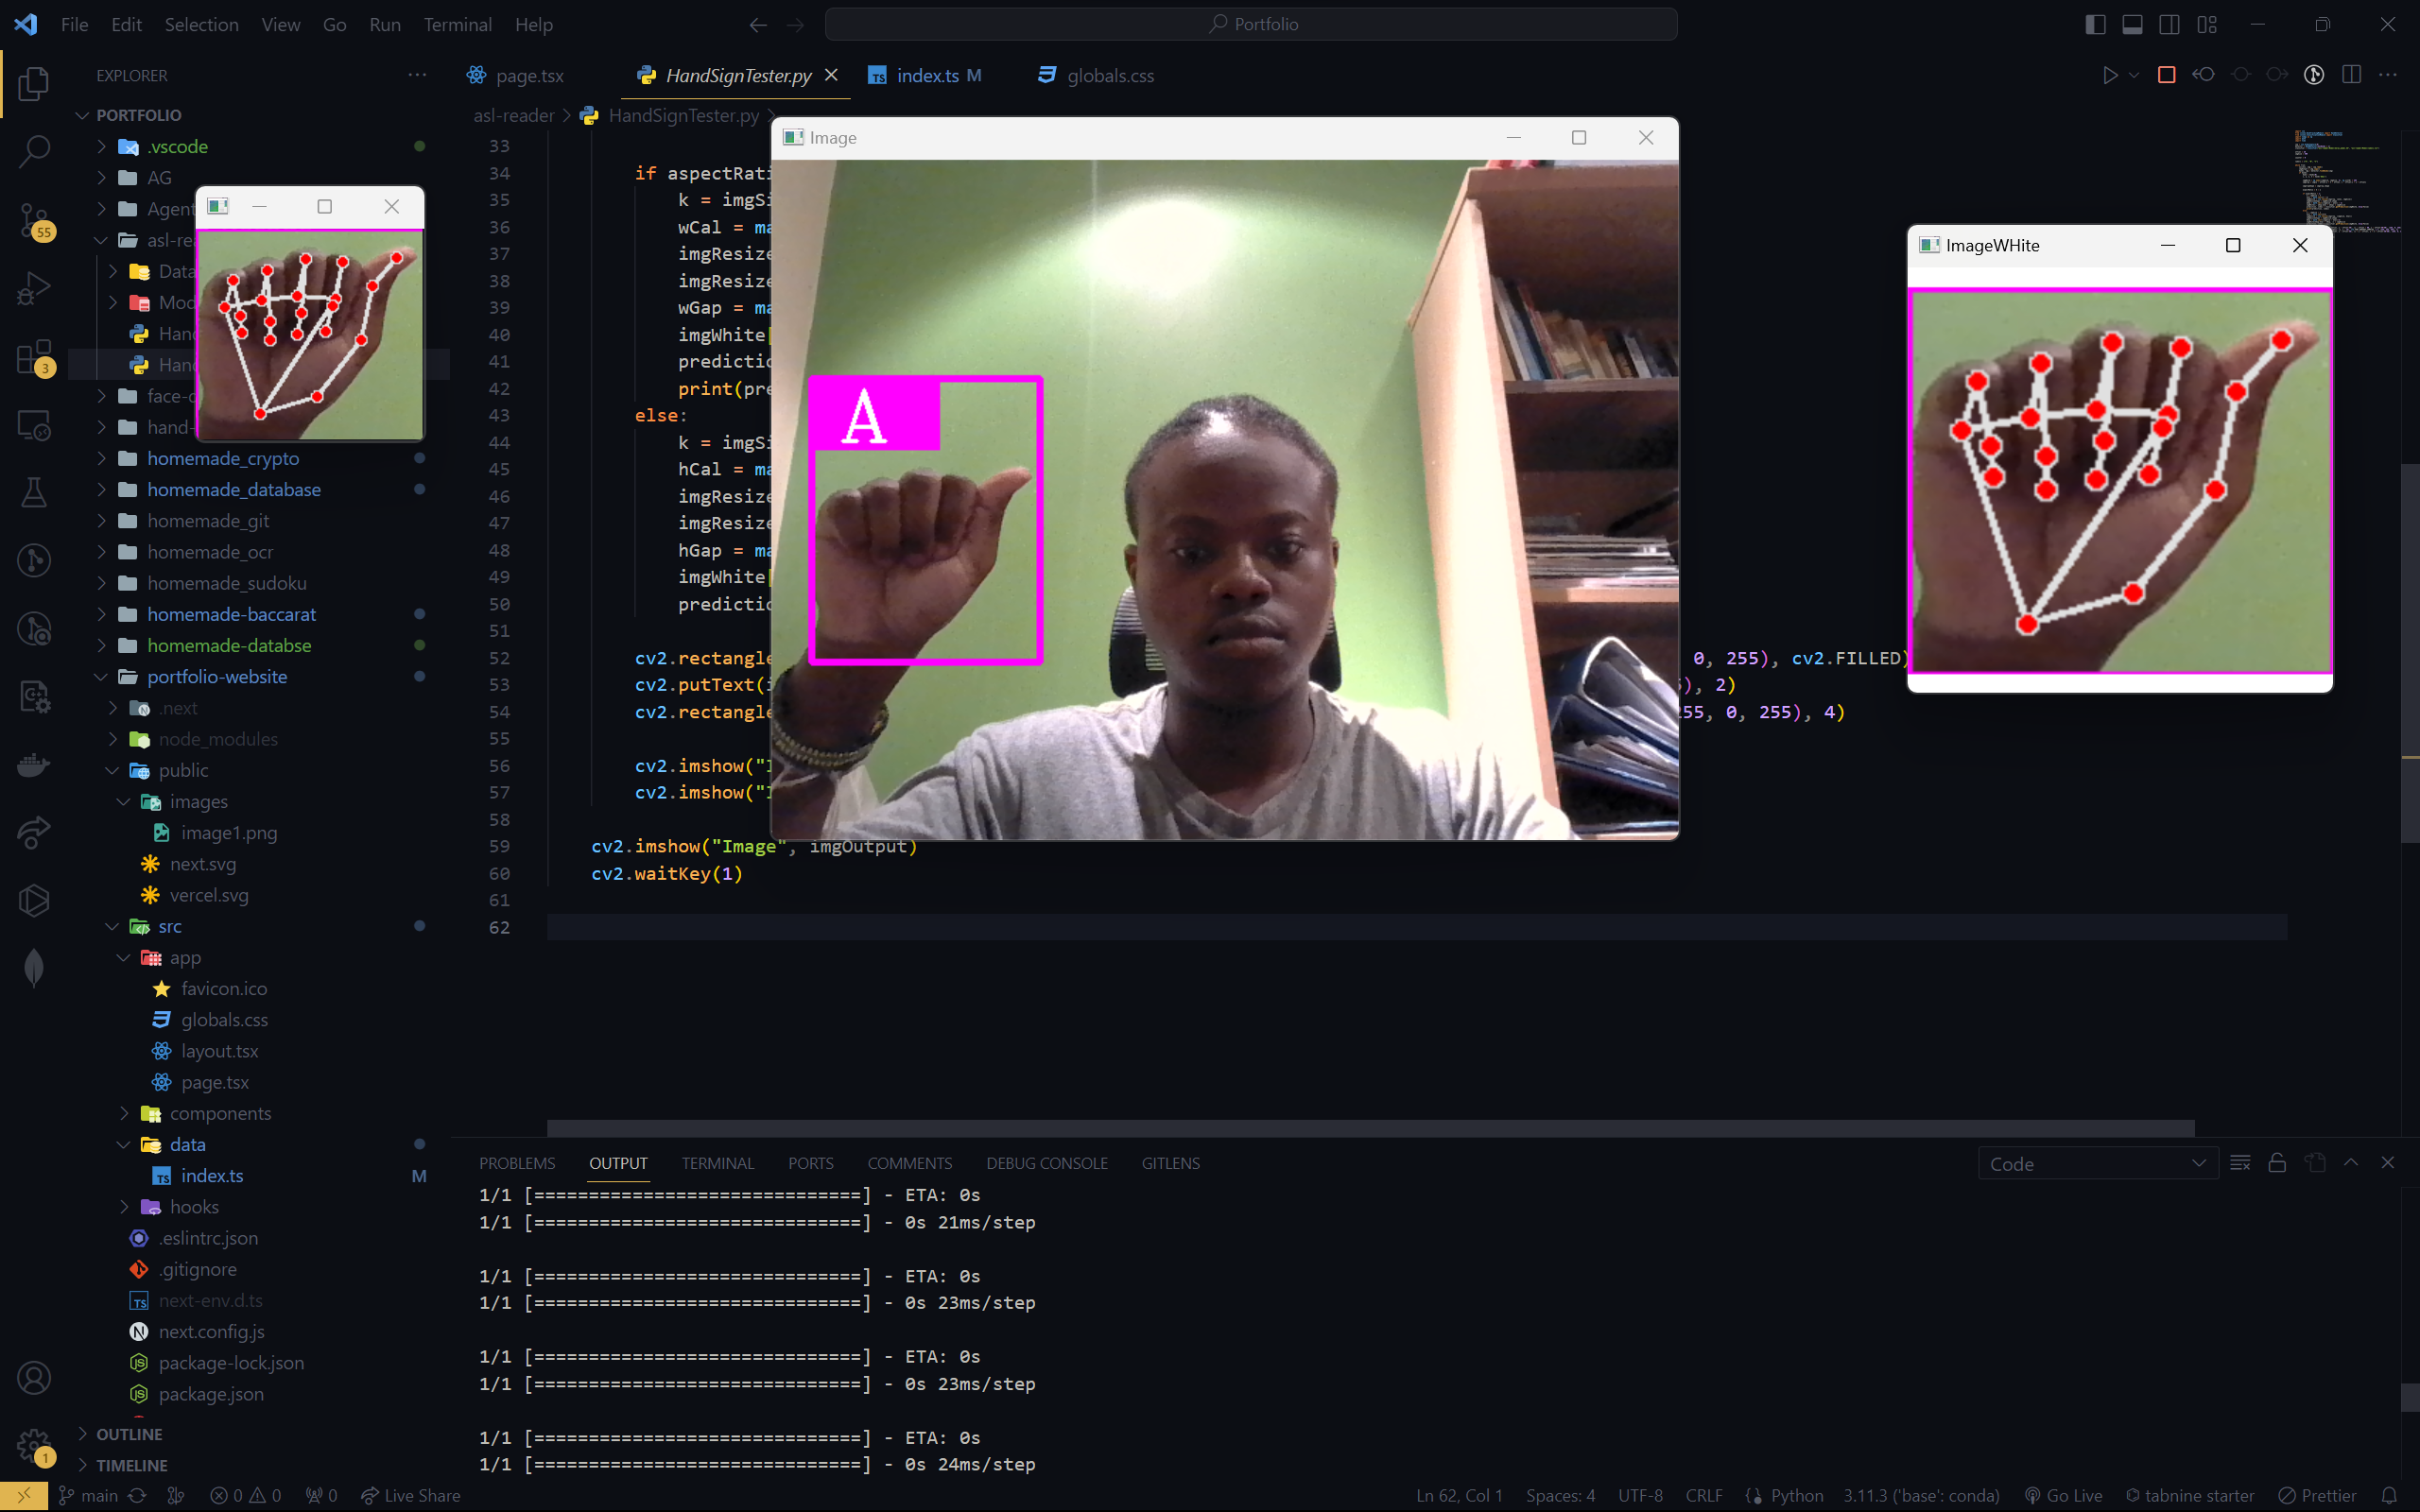 File Edit Selection View Go Run Terminal Help
Portfolio
EXPLORER
page.tsx
HandSignTester.py
index.ts M
globals.css
asl-reader > HandSignTester.py >
PORTFOLIO
.vscode
AG
Agent
asl-re
Data
Mod
Han
Han
face-
hand-
homemade_crypto
homemade_database
homemade_git
homemade_ocr
homemade_sudoku
homemade-baccarat
homemade-databse
portfolio-website
.next
node_modules
public
images
image1.png
next.svg
vercel.svg
src
app
favicon.ico
globals.css
layout.tsx
page.tsx
components
data
index.ts M
hooks
.eslintrc.json
.gitignore
next-env.d.ts
next.config.js
package-lock.json
package.json
OUTLINE
TIMELINE
55
3
1
33
34 if aspectRati
35 k = imgSi
36 wCal = ma
37 imgResize
38 imgResize
39 wGap = ma
40 imgWhite[
41 predictio
42 print(pre
43 else:
44 k = imgSi
45 hCal = ma
46 imgResize
47 imgResize
48 hGap = ma
49 imgWhite[
50 predictio
51
52 cv2.rectangle 0, 255), cv2.FILLED)
53 cv2.putText(i ), 2)
54 cv2.rectangle 55, 0, 255), 4)
55
56 cv2.imshow("I
57 cv2.imshow("I
58
59 cv2.imshow("Image", imgOutput)
60 cv2.waitKey(1)
61
62
Image
A
ImageWHite
PROBLEMS OUTPUT TERMINAL PORTS COMMENTS DEBUG CONSOLE GITLENS
Code
1/1 [==============================] - ETA: 0s
1/1 [==============================] - 0s 21ms/step
1/1 [==============================] - ETA: 0s
1/1 [==============================] - 0s 23ms/step
1/1 [==============================] - ETA: 0s
1/1 [==============================] - 0s 23ms/step
1/1 [==============================] - ETA: 0s
1/1 [==============================] - 0s 24ms/step
main 0 0 0 Live Share
Ln 62, Col 1 Spaces: 4 UTF-8 CRLF Python 3.11.3 ('base': conda) Go Live tabnine starter Prettier